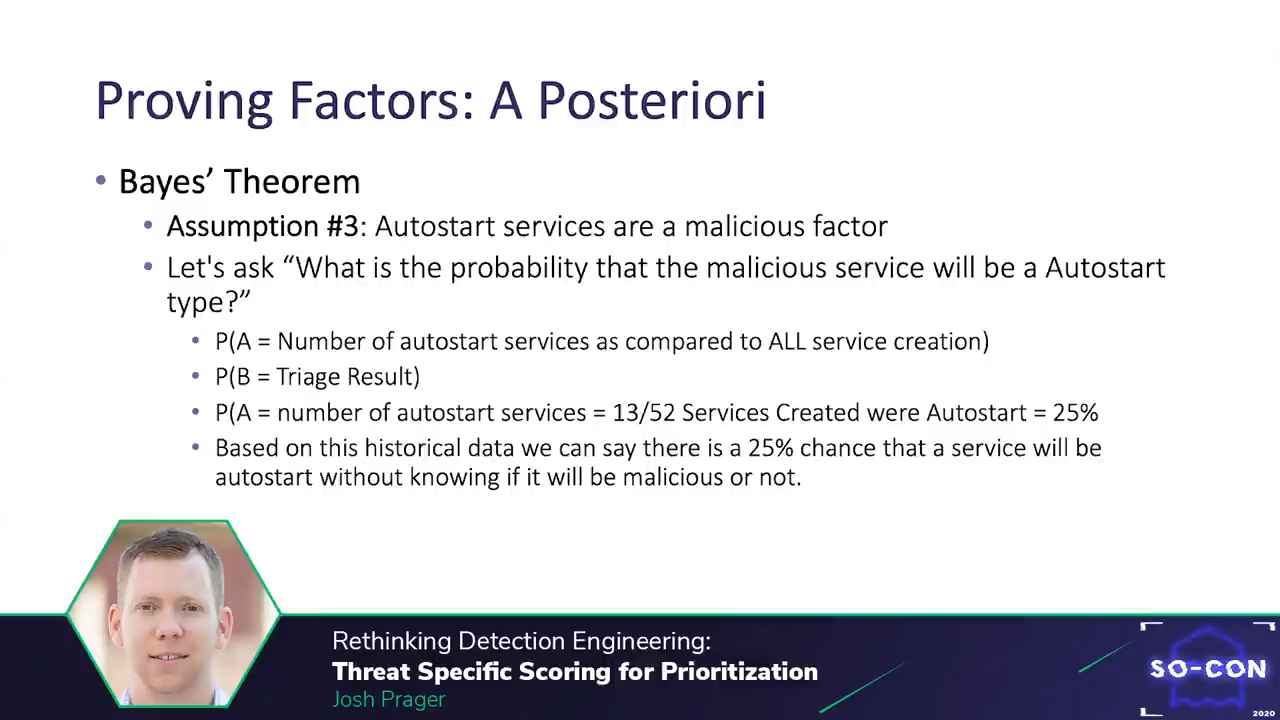 Proving Factors: A Posteriori
• Bayes’ Theorem
• Assumption #3: Autostart services are a malicious factor
• Let's ask “What is the probability that the malicious service will be a Autostart
type?”
• P(A = Number of autostart services as compared to ALL service creation)
• P(B = Triage Result)
• P(A = number of autostart services = 13/52 Services Created were Autostart = 25%
• Based on this historical data we can say there is a 25% chance that a service will be
autostart without knowing if it will be malicious or not.
Rethinking Detection Engineering:
Threat Specific Scoring for Prioritization
Josh Prager
SO-CON
2020